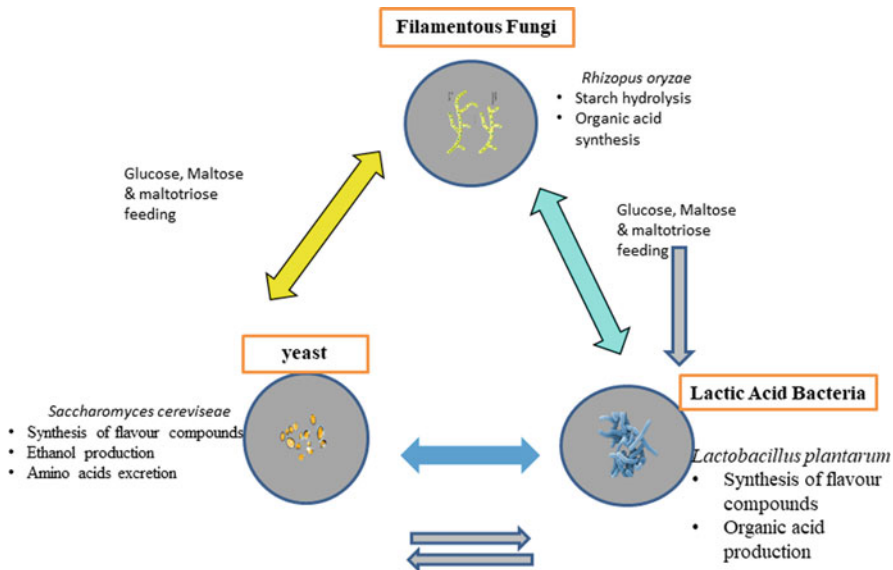 Filamentous Fungi
Rhizopus oryzae
• Starch hydrolysis
• Organic acid
synthesis
Glucose, Maltose
& maltotriose
feeding
Glucose, Maltose
& maltotriose
feeding
yeast
Saccharomyces cereviseae
• Synthesis of flavour compounds
• Ethanol production
• Amino acids excretion
Lactic Acid Bacteria
Lactobacillus plantarum
• Synthesis of flavour
compounds
• Organic acid
production